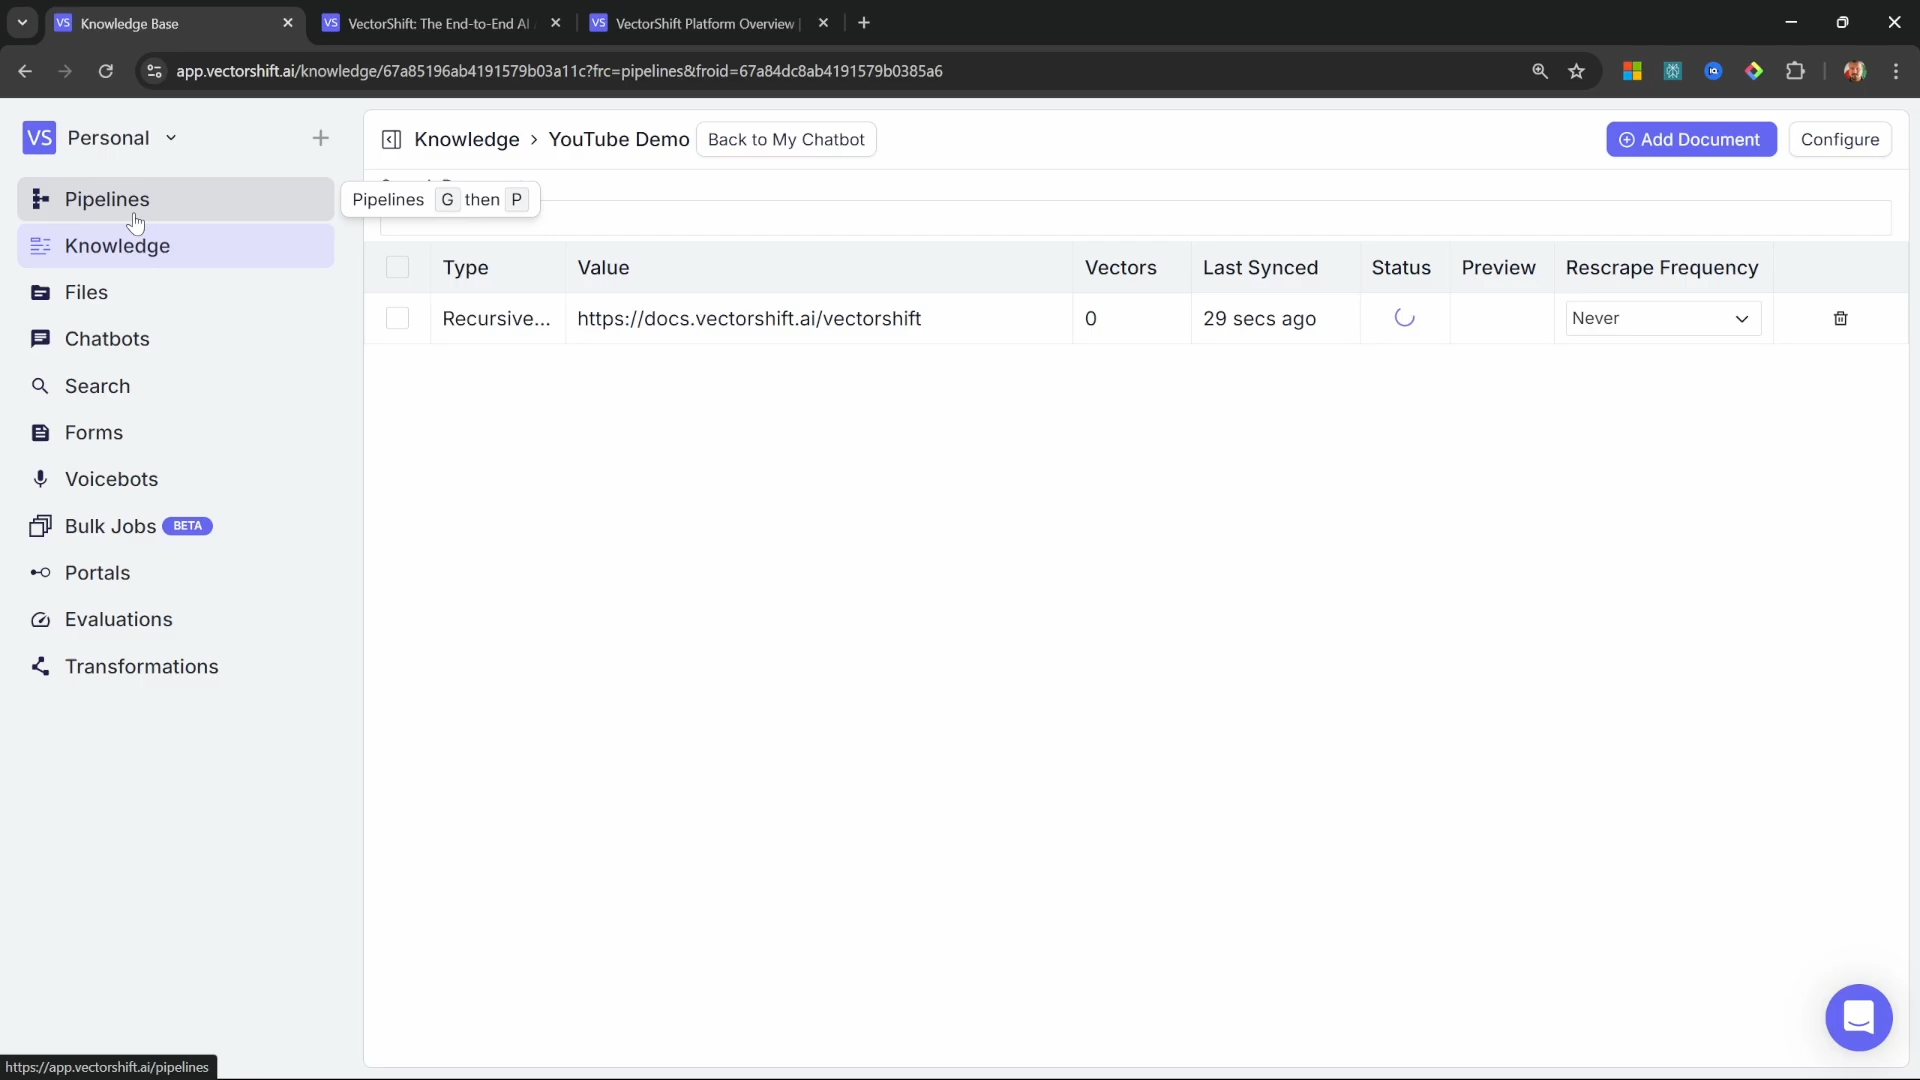 VS Knowledge Base
VS VectorShift: The End-to-End AI
VS VectorShift Platform Overview |
app.vectorshift.ai/knowledge/67a85196ab4191579b03a11c?frc=pipelines&froid=67a84dc8ab4191579b0385a6
VS Personal
Knowledge > YouTube Demo Back to My Chatbot
Add Document Configure
Pipelines
Pipelines G then P
Knowledge
Files
Chatbots
Search
Forms
Voicebots
Bulk Jobs BETA
Portals
Evaluations
Transformations
Type Value Vectors Last Synced Status Preview Rescrape Frequency
Recursive... https://docs.vectorshift.ai/vectorshift 0 29 secs ago Never
https://app.vectorshift.ai/pipelines